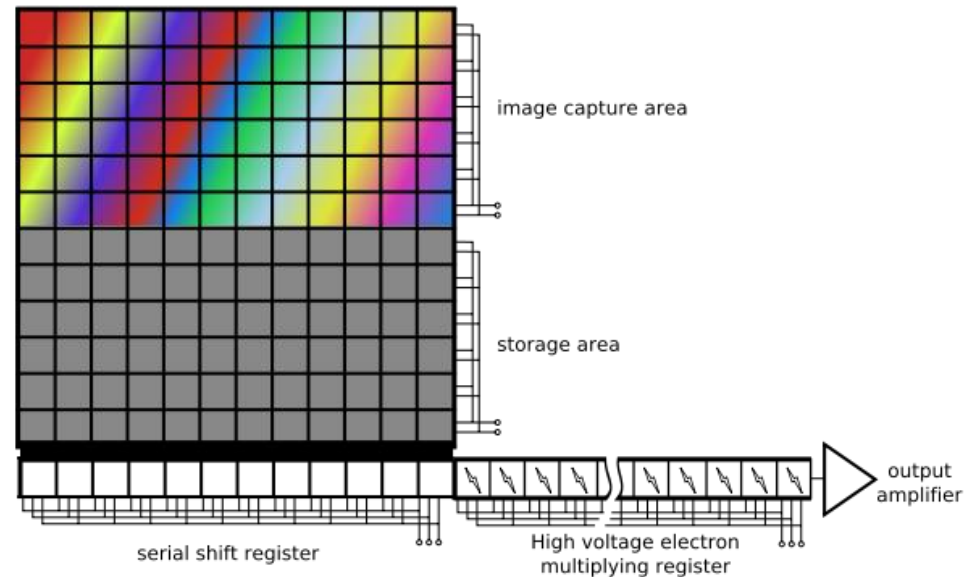 image capture area
storage area
output
amplifier
serial shift register
High voltage electron
multiplying register